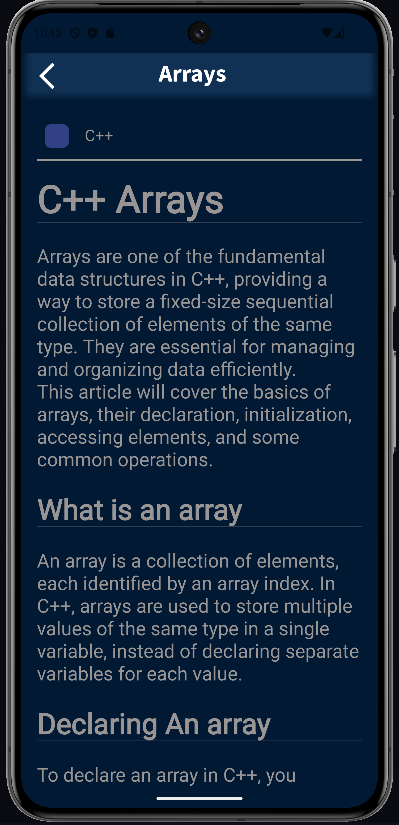 10:13
Arrays
C++
C++ Arrays
Arrays are one of the fundamental
data structures in C++, providing a
way to store a fixed-size sequential
collection of elements of the same
type. They are essential for managing
and organizing data efficiently.
This article will cover the basics of
arrays, their declaration, initialization,
accessing elements, and some
common operations.
What is an array
An array is a collection of elements,
each identified by an array index. In
C++, arrays are used to store multiple
values of the same type in a single
variable, instead of declaring separate
variables for each value.
Declaring An array
To declare an array in C++, you